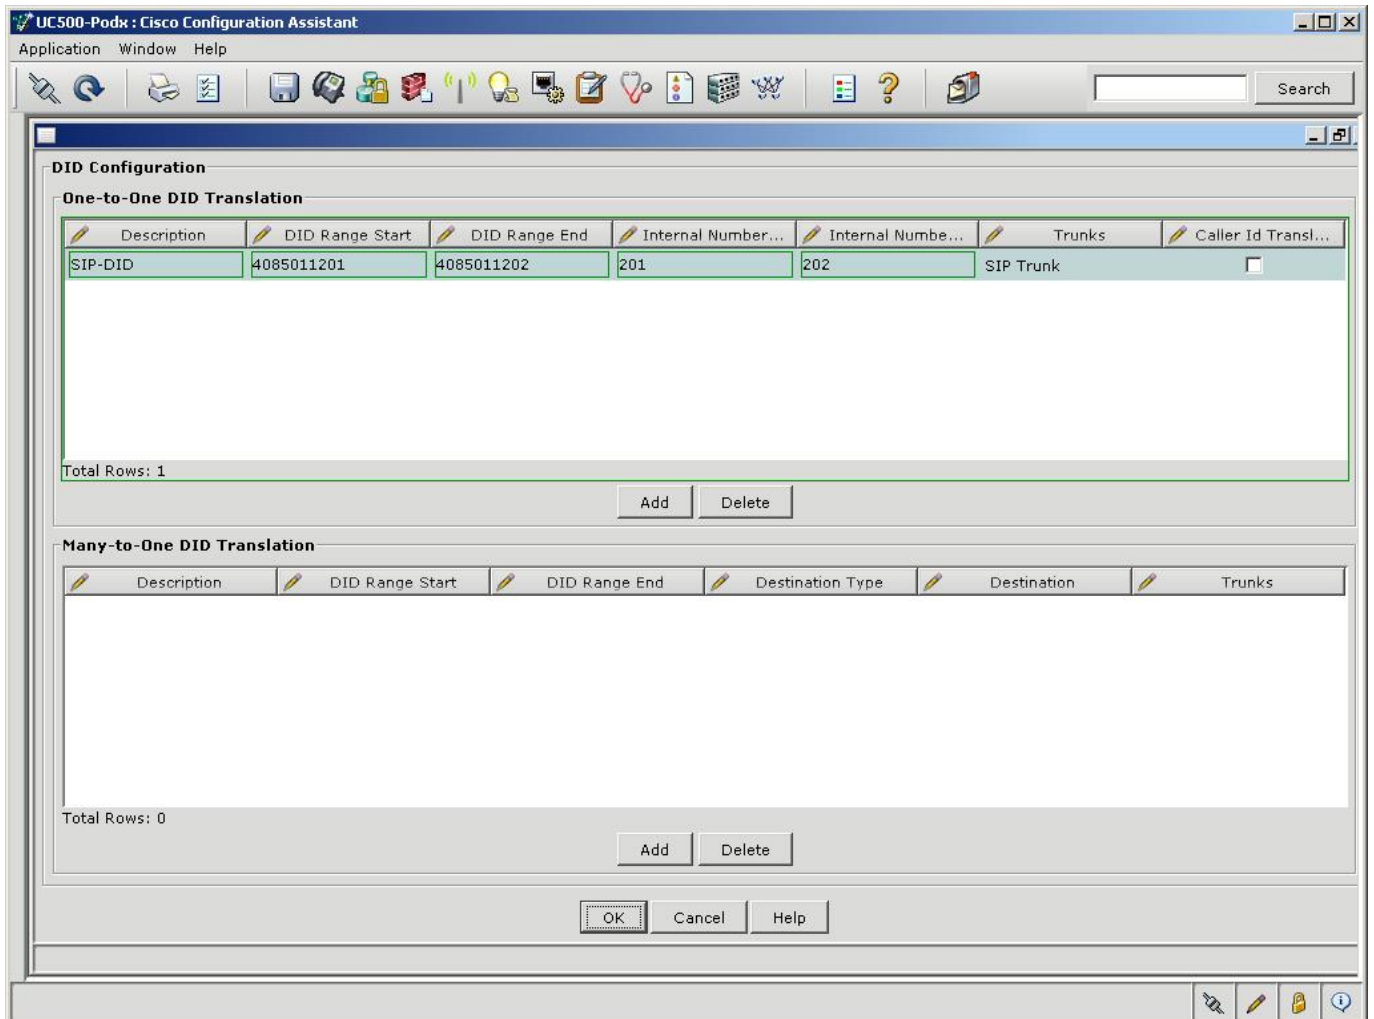 UC500-Podx : Cisco Configuration Assistant
Application Window Help
Search
DID Configuration
One-to-One DID Translation
Description DID Range Start DID Range End Internal Number... Internal Numbe... Trunks Caller Id Transl...
SIP-DID 4085011201 4085011202 201 202 SIP Trunk
Total Rows: 1
Add Delete
Many-to-One DID Translation
Description DID Range Start DID Range End Destination Type Destination Trunks
Total Rows: 0
Add Delete
OK Cancel Help